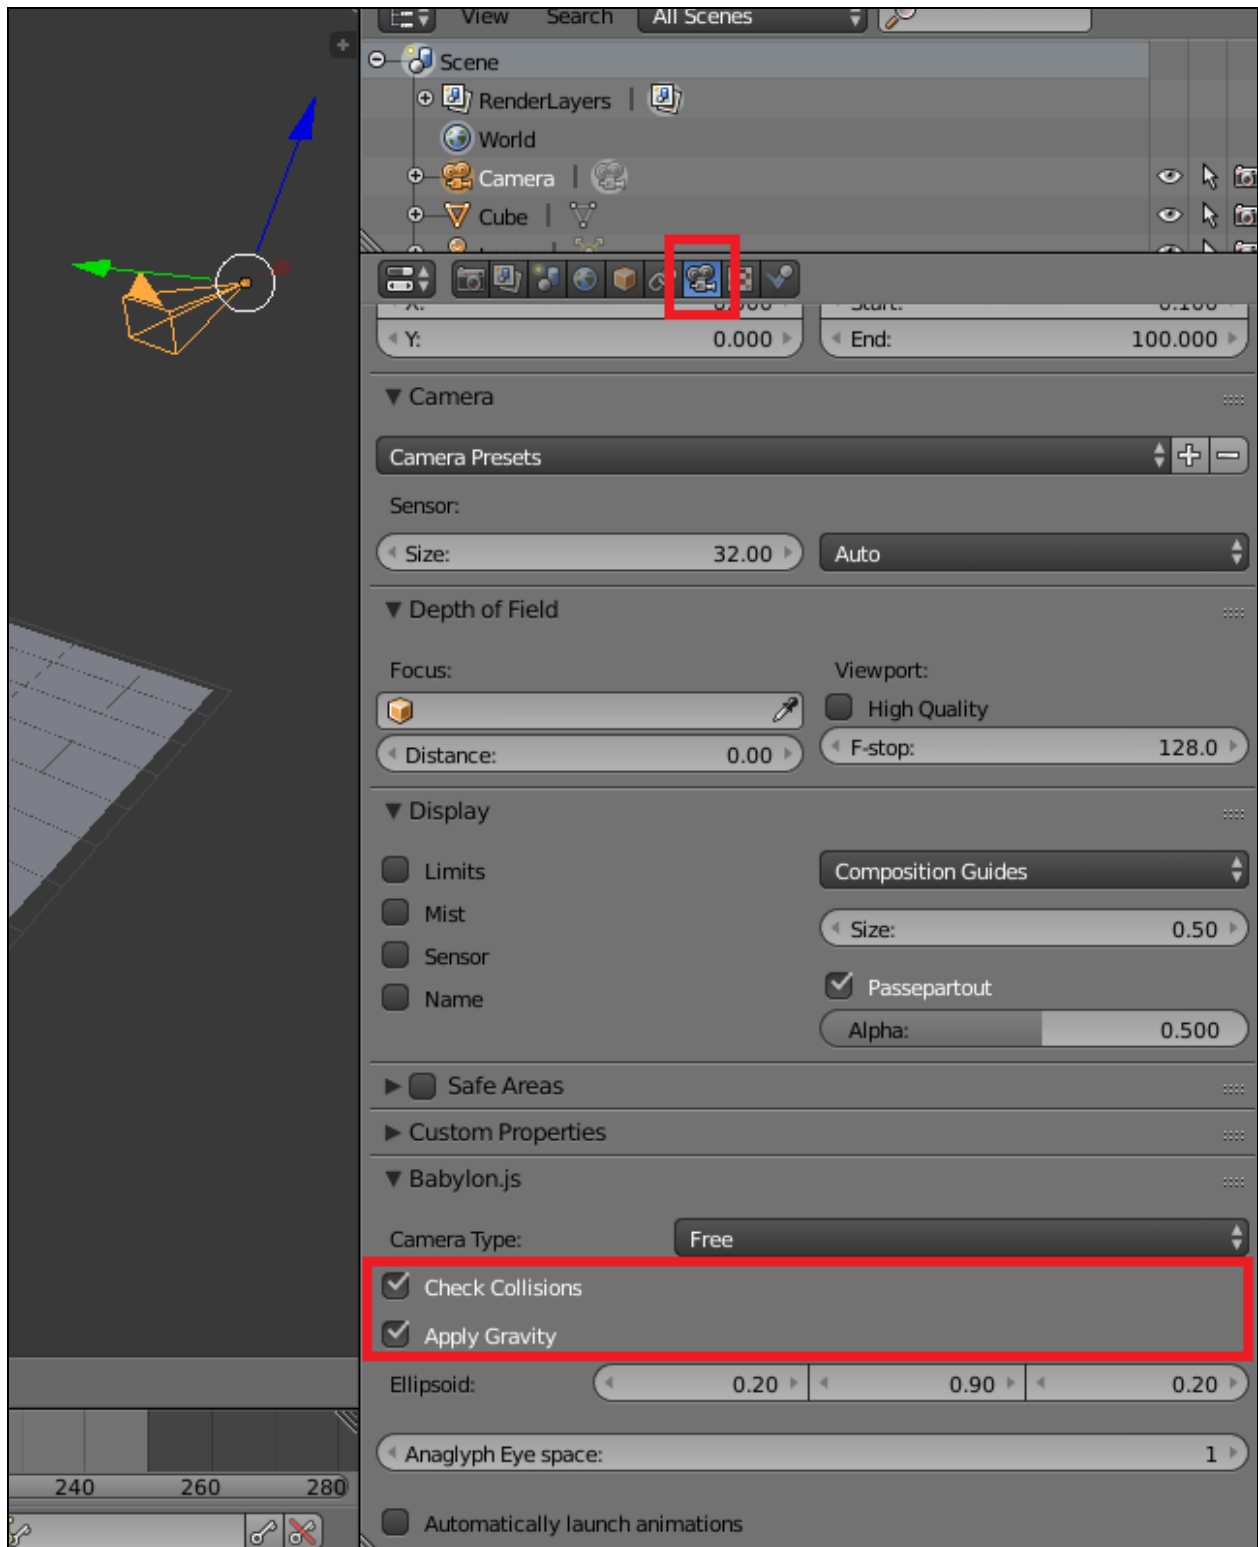 View Search All Scenes
Scene
RenderLayers
World
Camera
Cube
Y: 0.000 End: 100.000
Camera
Camera Presets
Sensor:
Size: 32.00 Auto
Depth of Field
Focus: Viewport:
High Quality
Distance: 0.00 F-stop: 128.0
Display
Limits Composition Guides
Mist
Size: 0.50
Sensor
Passepartout
Name
Alpha: 0.500
Safe Areas
Custom Properties
Babylon.js
Camera Type: Free
Check Collisions
Apply Gravity
Ellipsoid: 0.20 0.90 0.20
Anaglyph Eye space: 1
240 260 280
Automatically launch animations